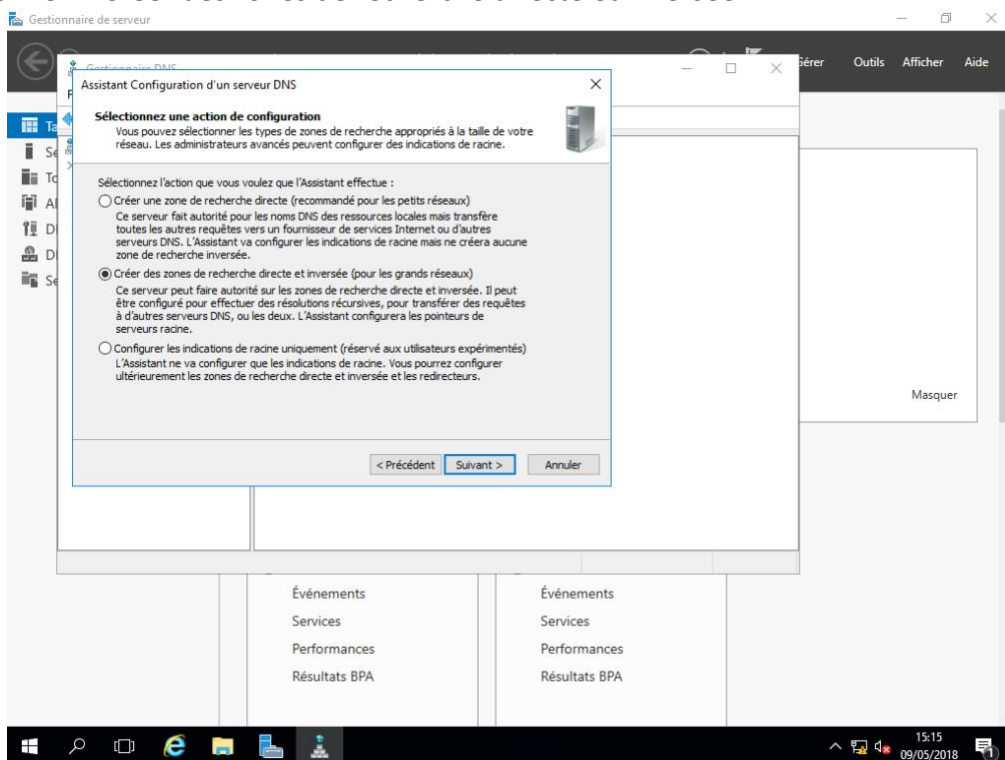 Gestionnaire de serveur
Gérer Outils Afficher Aide
Gestionnaire DNS
Assistant Configuration d'un serveur DNS
Sélectionnez une action de configuration
Vous pouvez sélectionner les types de zones de recherche appropriés à la taille de votre
réseau. Les administrateurs avancés peuvent configurer des indications de racine.
Sélectionnez l'action que vous voulez que l'Assistant effectue :
Créer une zone de recherche directe (recommandé pour les petits réseaux)
Ce serveur fait autorité pour les noms DNS des ressources locales mais transfère
toutes les autres requêtes vers un fournisseur de services Internet ou d'autres
serveurs DNS. L'Assistant va configurer les indications de racine mais ne créera aucune
zone de recherche inversée.
Créer des zones de recherche directe et inversée (pour les grands réseaux)
Ce serveur peut faire autorité sur les zones de recherche directe et inversée. Il peut
être configuré pour effectuer des résolutions récursives, pour transférer des requêtes
à d'autres serveurs DNS, ou les deux. L'Assistant configurera les pointeurs de
serveurs racine.
Configurer les indications de racine uniquement (réservé aux utilisateurs expérimentés)
L'Assistant ne va configurer que les indications de racine. Vous pourrez configurer
ultérieurement les zones de recherche directe et inversée et les redirecteurs.
< Précédent Suivant > Annuler
Masquer
Événements Événements
Services Services
Performances Performances
Résultats BPA Résultats BPA
15:15
09/05/2018